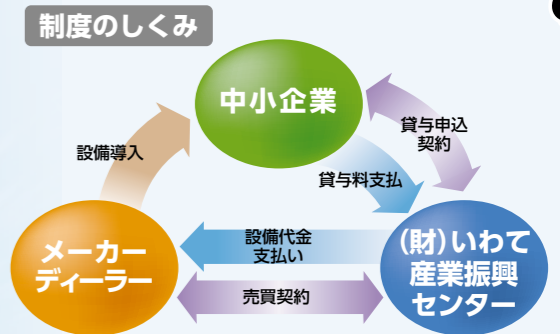 制度のしくみ
中小企業
設備導入
貸与申込
契約
貸与料支払
メーカー
ディーラー
設備代金
支払い
売買契約
(財)いわて
産業振興
センター